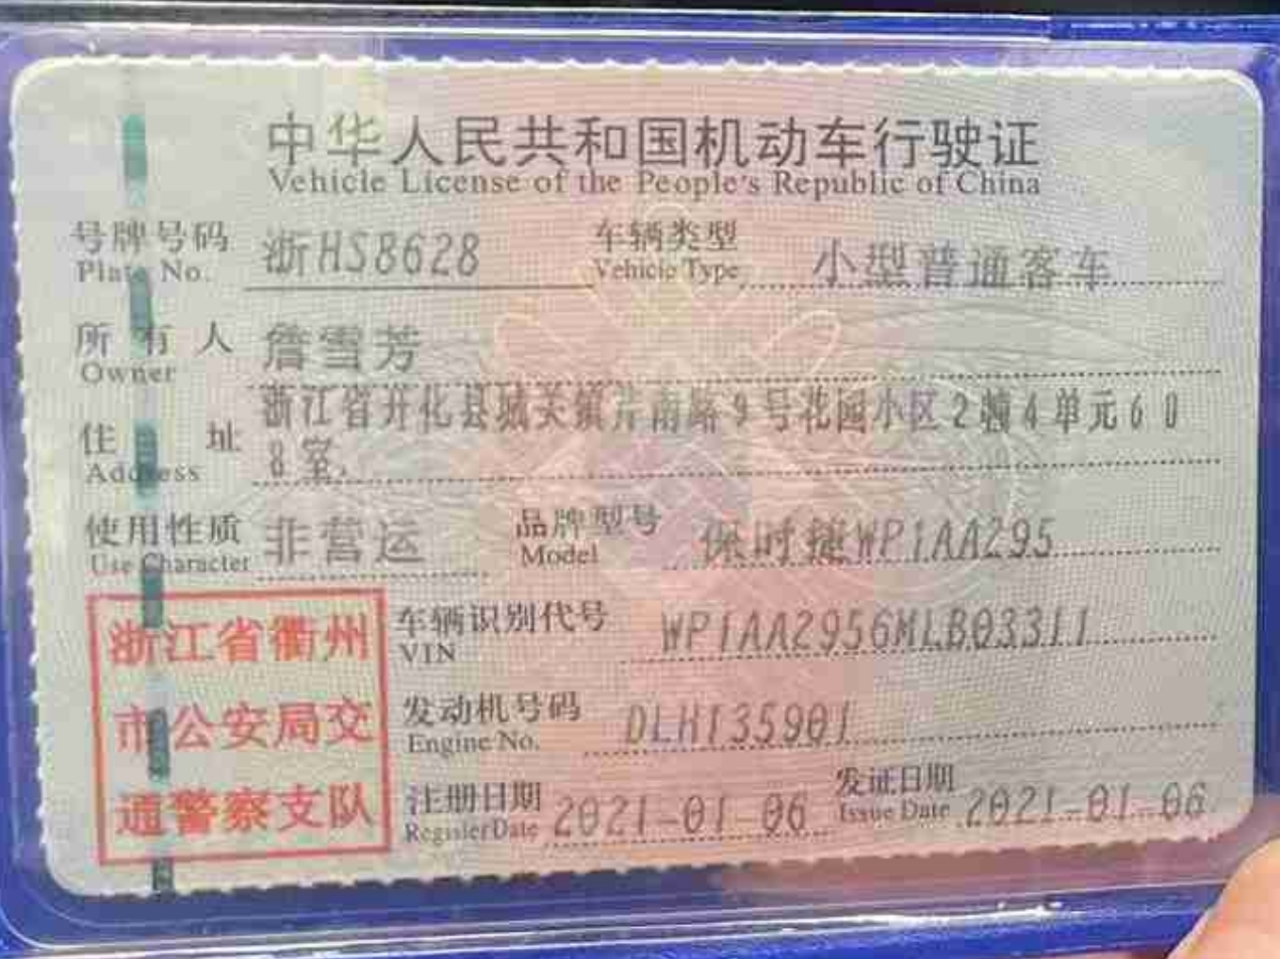 中华人民共和国机动车行驶证
Vehicle License of the People's Republic of China
号牌号码 浙HS8628 车辆类型 小型普通客车
Plate No. Vehicle Type
所有人 詹雪芳
Owner
浙江省开化县城关镇芹南路9号花园小区2幢4单元60
住址 8室.
Address
使用性质 非营运 品牌型号 保时捷WP1AA295
Use Character Model
浙江省衢州
市公安局交
通警察支队
车辆识别代号 WP1AA2956MLB03311
VIN
发动机号码 DLH135901
Engine No.
注册日期 2021-01-06 发证日期 2021-01-06
Register Date Issue Date